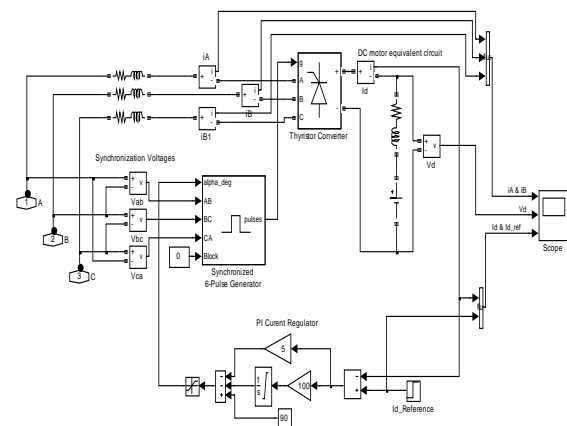 iA
DC motor equivalent circuit
+ i -
g
A
B
C
+
-
+ i -
Id
+ i -
iB
+ i -
iB1
Thyristor Converter
+ - v
Vd
Synchronization Voltages
1 A
2 B
3 C
+ - v
Vab
+ - v
Vbc
+ - v
Vca
alpha_deg
AB
BC
CA
Block
pulses
0
Synchronized
6-Pulse Generator
iA & iB
Vd
Id & Id_ref
Scope
PI Curent Regulator
5
1
s
100
-
-
+
-
+
90
Id_Reference